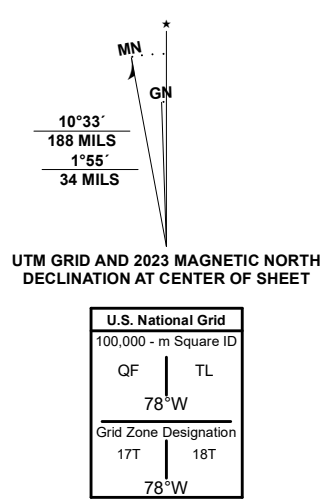 MN
GN
10°33´
188 MILS
1°55´
34 MILS
UTM GRID AND 2023 MAGNETIC NORTH
DECLINATION AT CENTER OF SHEET
U.S. National Grid
100,000 - m Square ID
QF TL
78°W
Grid Zone Designation
17T 18T
78°W